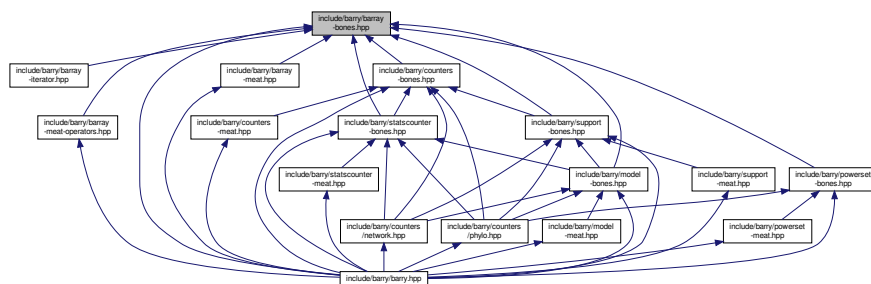 include/barry/barray
-bones.hpp
include/barry/barray
-iterator.hpp
include/barry/barray
-meat.hpp
include/barry/counters
-bones.hpp
include/barry/barray
-meat-operators.hpp
include/barry/counters
-meat.hpp
include/barry/statscounter
-bones.hpp
include/barry/support
-bones.hpp
include/barry/statscounter
-meat.hpp
include/barry/model
-bones.hpp
include/barry/support
-meat.hpp
include/barry/powerset
-bones.hpp
include/barry/counters
/network.hpp
include/barry/counters
/phylo.hpp
include/barry/model
-meat.hpp
include/barry/powerset
-meat.hpp
include/barry/barry.hpp